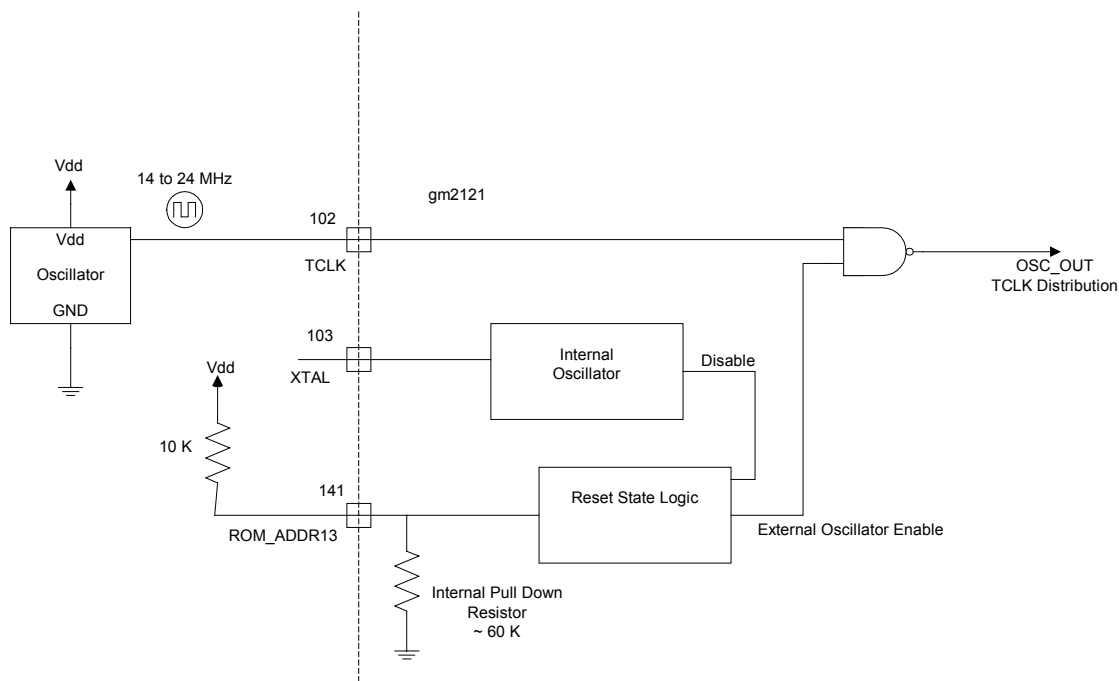 Vdd
14 to 24 MHz
gm2121
Vdd
Oscillator
GND
102
TCLK
OSC_OUT
TCLK Distribution
103
XTAL
Internal
Oscillator
Disable
Vdd
10 K
141
ROM_ADDR13
Reset State Logic
External Oscillator Enable
Internal Pull Down
Resistor
~ 60 K